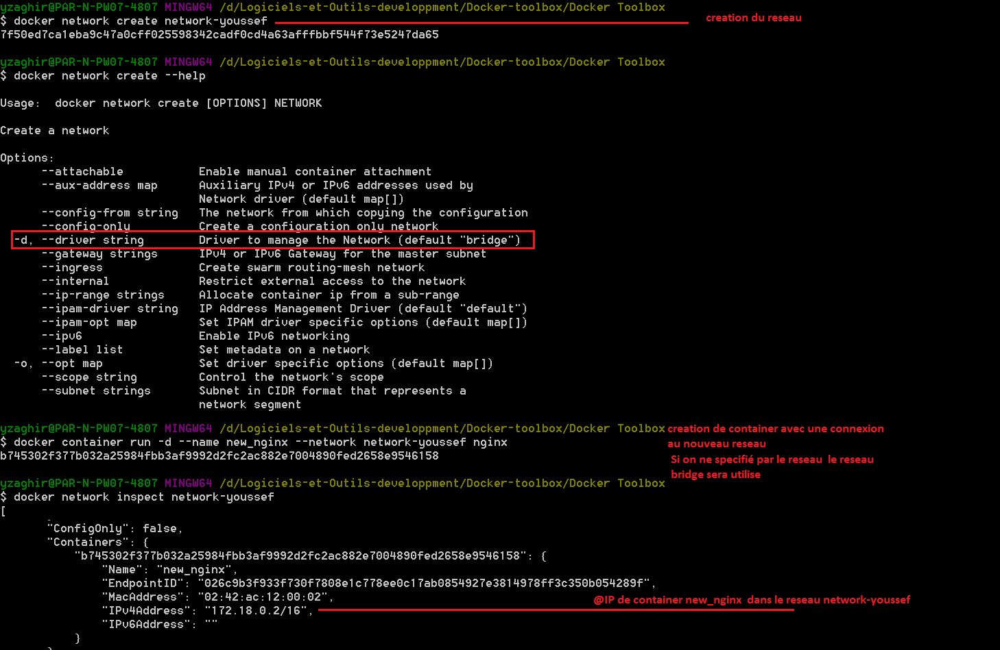 yzaghir@PAR-N-PW07-4807 MINGW64 /d/Logiciels-et-Outils-developpment/Docker-toolbox/Docker Toolbox
$ docker network create network-youssef
creation du reseau
7f50ed7ca1eba9c47a0cff025598342cadf0cd4a63afffbbf544f73e5247da65
yzaghir@PAR-N-PW07-4807 MINGW64 /d/Logiciels-et-Outils-developpment/Docker-toolbox/Docker Toolbox
$ docker network create --help
Usage:  docker network create [OPTIONS] NETWORK
Create a network
Options:
--attachable Enable manual container attachment
--aux-address map Auxiliary IPv4 or IPv6 addresses used by
Network driver (default map[])
--config-from string The network from which copying the configuration
--config-only Create a configuration only network
-d, --driver string Driver to manage the Network (default "bridge")
--gateway strings IPv4 or IPv6 Gateway for the master subnet
--ingress Create swarm routing-mesh network
--internal Restrict external access to the network
--ip-range strings Allocate container ip from a sub-range
--ipam-driver string IP Address Management Driver (default "default")
--ipam-opt map Set IPAM driver specific options (default map[])
--ipv6 Enable IPv6 networking
--label list Set metadata on a network
-o, --opt map Set driver specific options (default map[])
--scope string Control the network's scope
--subnet strings Subnet in CIDR format that represents a
network segment
yzaghir@PAR-N-PW07-4807 MINGW64 /d/Logiciels-et-Outils-developpment/Docker-toolbox/Docker Toolbox
creation de container avec une connexion
$ docker container run -d --name new_nginx --network network-youssef nginx
au nouveau reseau
b745302f377b032a25984fbb3af9992d2fc2ac882e7004890fed2658e9546158
Si on ne specifié par le reseau le reseau
bridge sera utilise
yzaghir@PAR-N-PW07-4807 MINGW64 /d/Logiciels-et-Outils-developpment/Docker-toolbox/Docker Toolbox
$ docker network inspect network-youssef
[
"ConfigOnly": false,
"Containers": {
"b745302f377b032a25984fbb3af9992d2fc2ac882e7004890fed2658e9546158": {
"Name": "new_nginx",
"EndpointID": "026c9b3f933f730f7808e1c778ee0c17ab0854927e3814978ff3c350b054289f",
"MacAddress": "02:42:ac:12:00:02",
"IPv4Address": "172.18.0.2/16",
@IP de container new_nginx dans le reseau network-youssef
"IPv6Address": ""
}